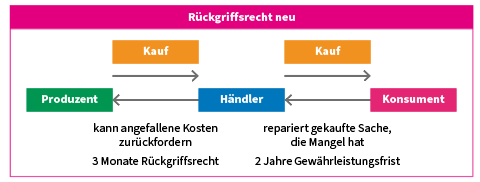 Rückgriffsrecht neu
Kauf
Kauf
Produzent
Händler
Konsument
kann angefallene Kosten
zurückfordern
3 Monate Rückgriffsrecht
repariert gekaufte Sache,
die Mangel hat
2 Jahre Gewährleistungsfrist